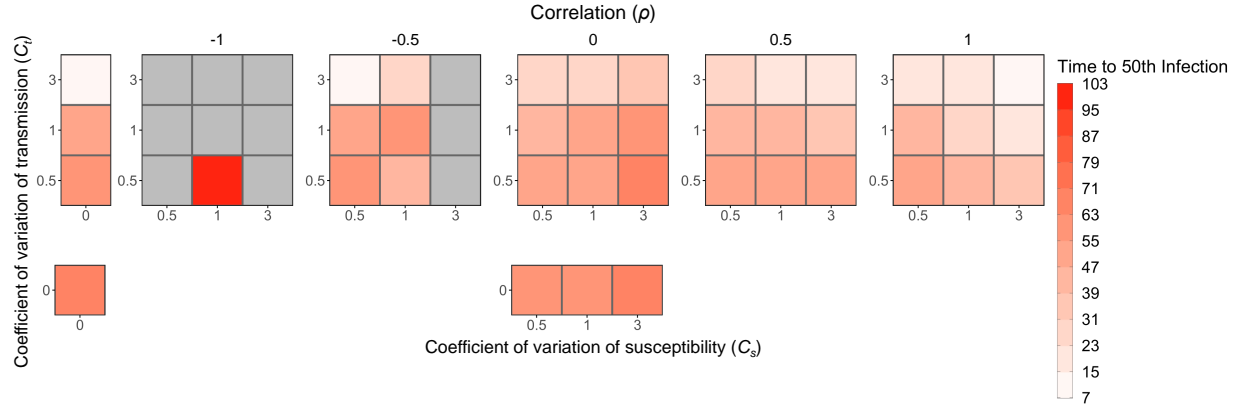 Correlation (ρ)
-1 -0.5 0 0.5 1
Coefficient of variation of transmission (Cₜ)
3 3 3 3 3 3
1 1 1 1 1 1
0.5 0.5 0.5 0.5 0.5 0.5
0 0.5 1 3 0.5 1 3 0.5 1 3 0.5 1 3 0.5 1 3
0 0
0 0.5 1 3
Coefficient of variation of susceptibility (Cₛ)
Time to 50th Infection
103
95
87
79
71
63
55
47
39
31
23
15
7